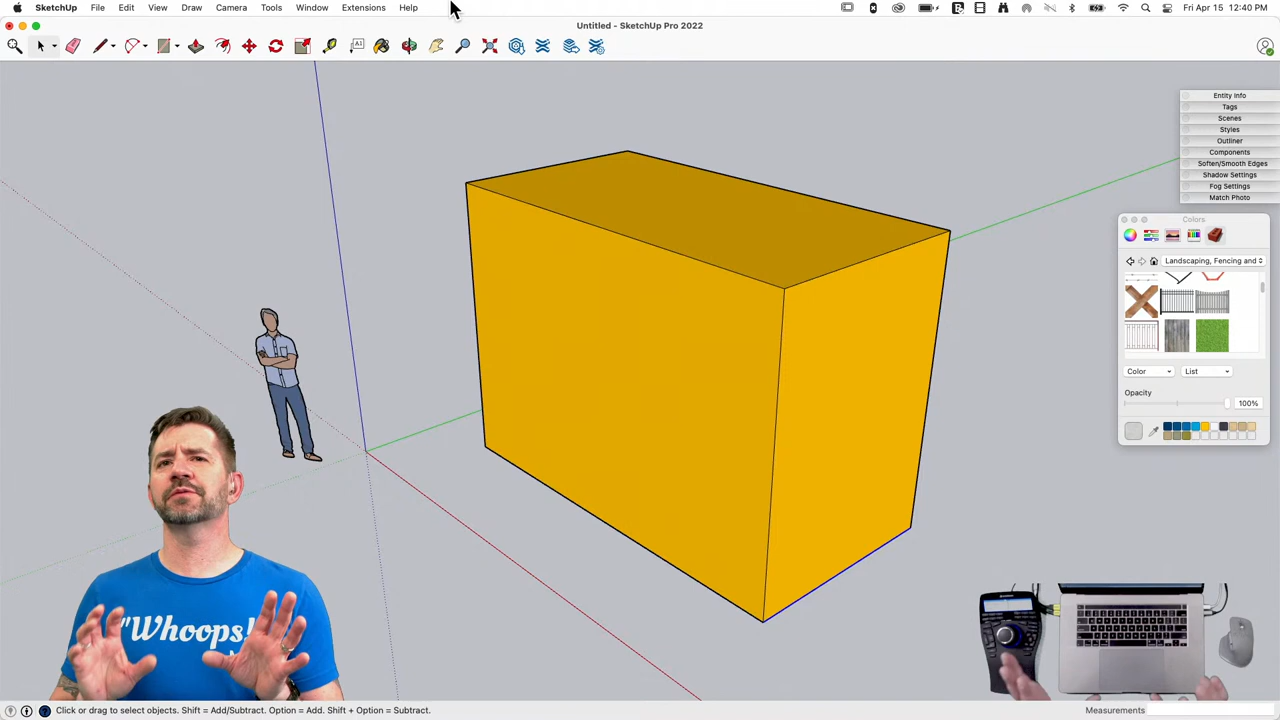 SketchUp File Edit View Draw Camera Tools Window Extensions Help Fri Apr 15 12:40 PM
Untitled - SketchUp Pro 2022
Entity Info
Tags
Scenes
Styles
Outliner
Components
Soften/Smooth Edges
Shadow Settings
Fog Settings
Match Photo
Colors
Landscaping, Fencing and
Color List
Opacity
100%
"Whoops!
Click or drag to select objects. Shift = Add/Subtract. Option = Add. Shift + Option = Subtract. Measurements